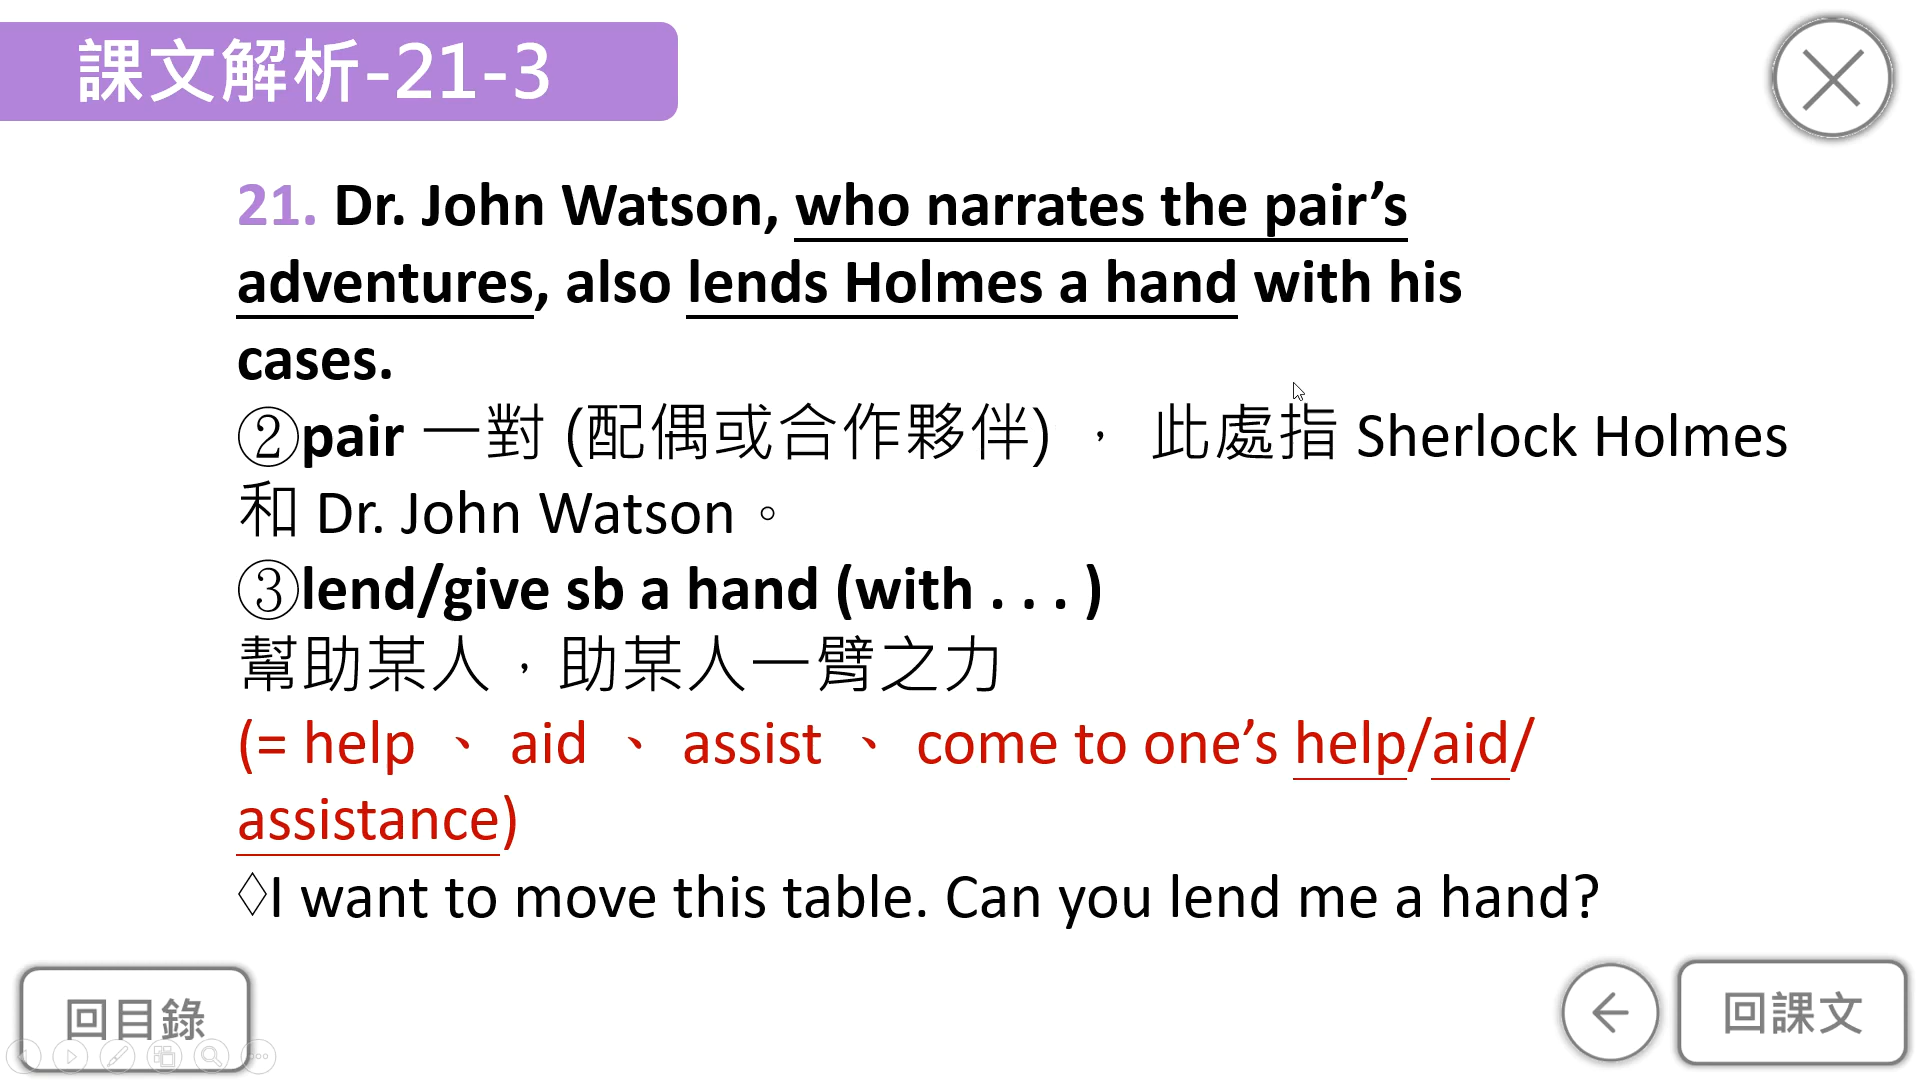 課文解析-21-3
21. Dr. John Watson, who narrates the pair’s
adventures, also lends Holmes a hand with his
cases.
②pair 一對 (配偶或合作夥伴) ， 此處指 Sherlock Holmes
和 Dr. John Watson。
③lend/give sb a hand (with . . . )
幫助某人，助某人一臂之力
(= help 、 aid 、 assist 、 come to one’s help/aid/
assistance)
◊I want to move this table. Can you lend me a hand?
回目錄
回課文